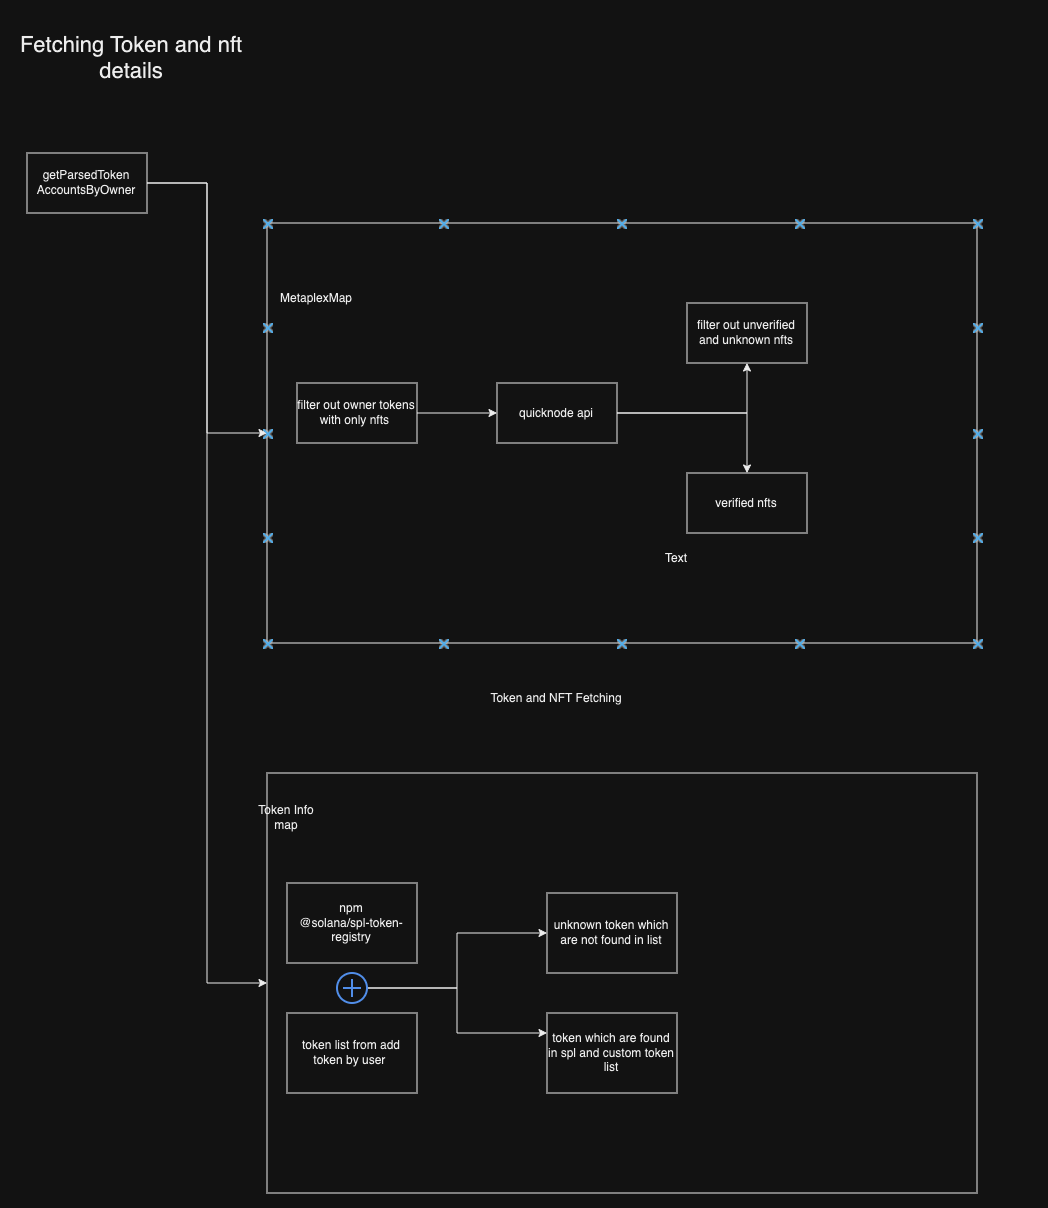 Fetching Token and nft
details
getParsedToken
AccountsByOwner
MetaplexMap
filter out unverified
and unknown nfts
filter out owner tokens
with only nfts
quicknode api
verified nfts
Text
Token and NFT Fetching
Token Info
map
npm
@solana/spl-token-
registry
unknown token which
are not found in list
token list from add
token by user
token which are found
in spl and custom token
list